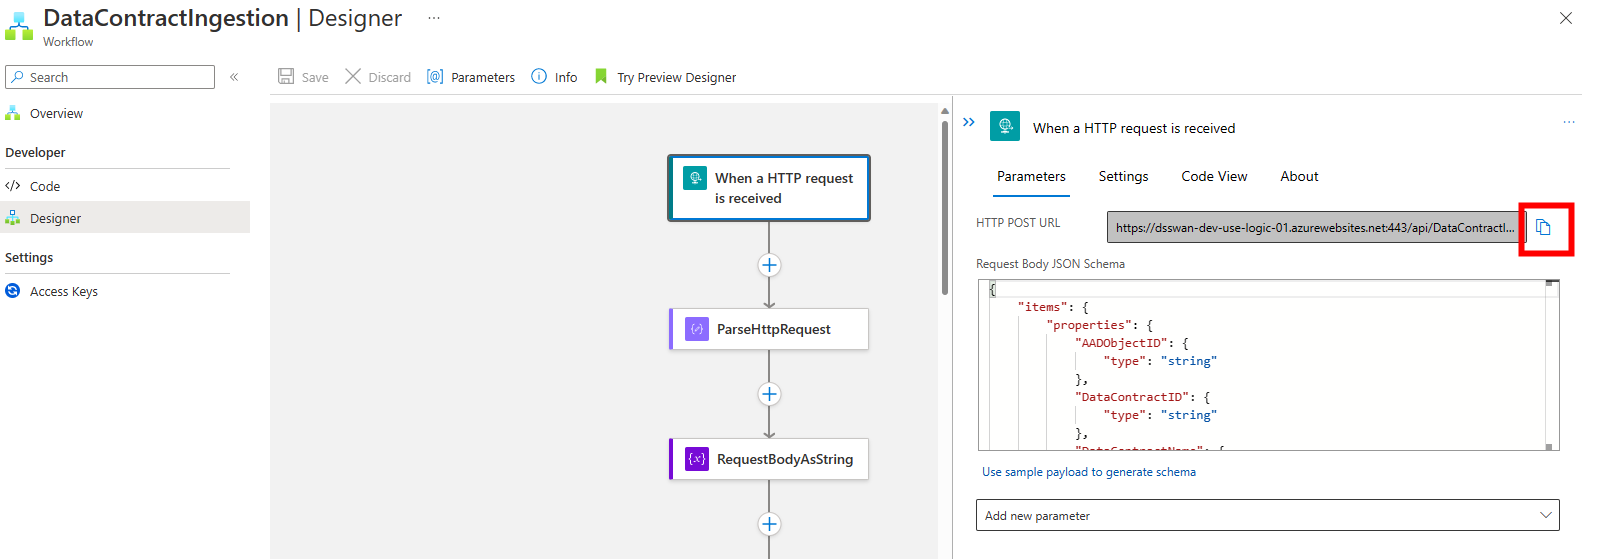 DataContractIngestion | Designer ...
Workflow
Search
«
Overview
Developer
Code
Designer
Settings
Access Keys
Save
Discard
Parameters
Info
Try Preview Designer
When a HTTP request
is received
ParseHttpRequest
RequestBodyAsString
When a HTTP request is received
...
Parameters
Settings
Code View
About
HTTP POST URL
https://dsswan-dev-use-logic-01.azurewebsites.net:443/api/DataContractI...
Request Body JSON Schema
{
"items": {
"properties": {
"AADObjectID": {
"type": "string"
},
"DataContractID": {
"type": "string"
},
"DataContractName": {
Use sample payload to generate schema
Add new parameter